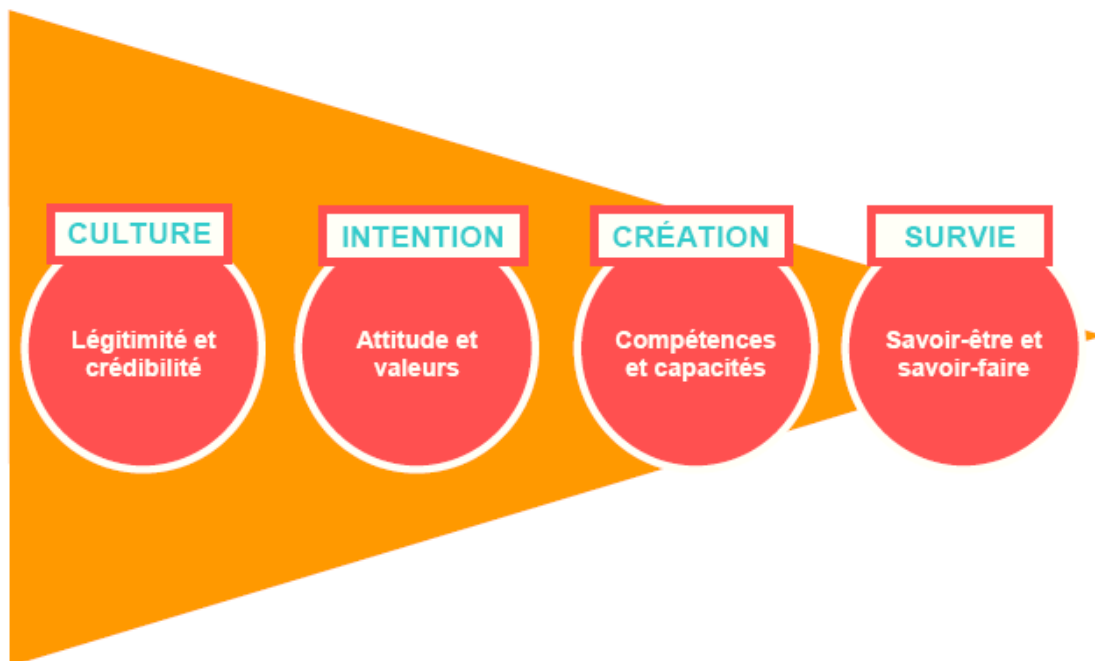 CULTURE
Légitimité et
crédibilité
INTENTION
Attitude et
valeurs
CRÉATION
Compétences
et capacités
SURVIE
Savoir-être et
savoir-faire